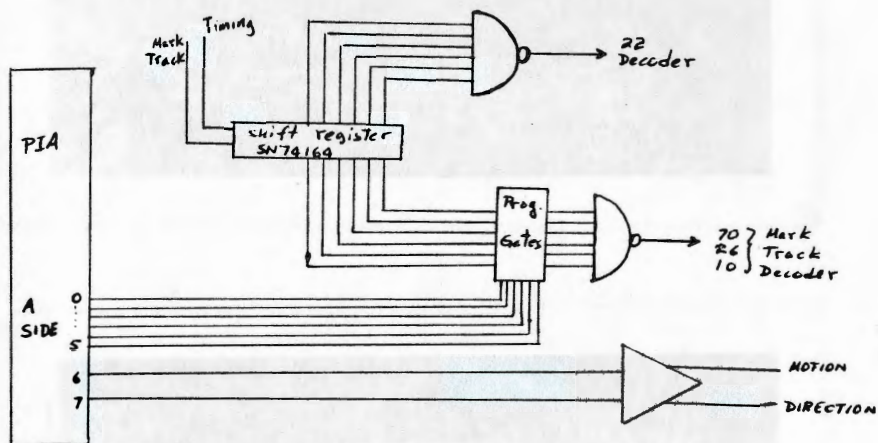 Timing
Mark
Track
22
Decoder
PIA
shift register
SN74164
Prog.
Gates
70
26
10
Mark
Track
Decoder
A
SIDE
0
5
6
7
MOTION
DIRECTION